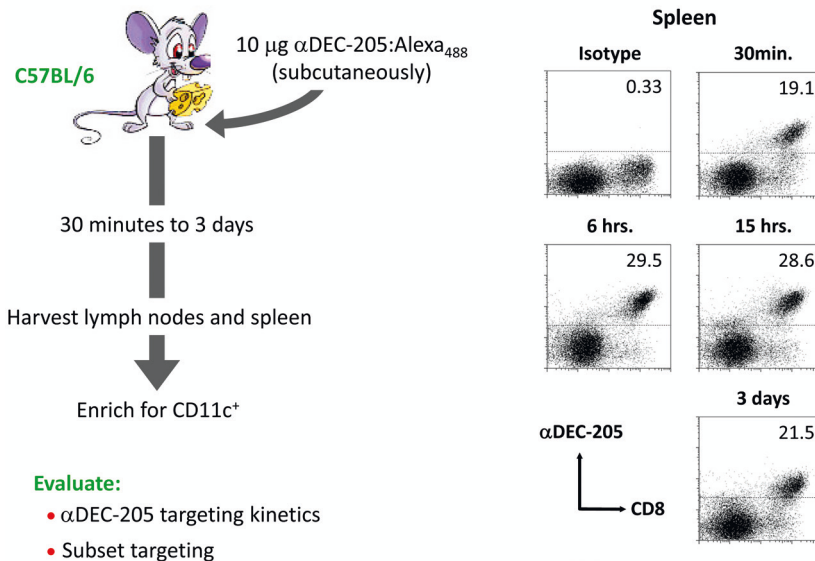 C57BL/6
10 μg αDEC-205:Alexa488
(subcutaneously)
30 minutes to 3 days
Harvest lymph nodes and spleen
Enrich for CD11c+
Evaluate:
• αDEC-205 targeting kinetics
• Subset targeting
Spleen
Isotype
0.33
30min.
19.1
6 hrs.
29.5
15 hrs.
28.6
3 days
21.5
αDEC-205
CD8